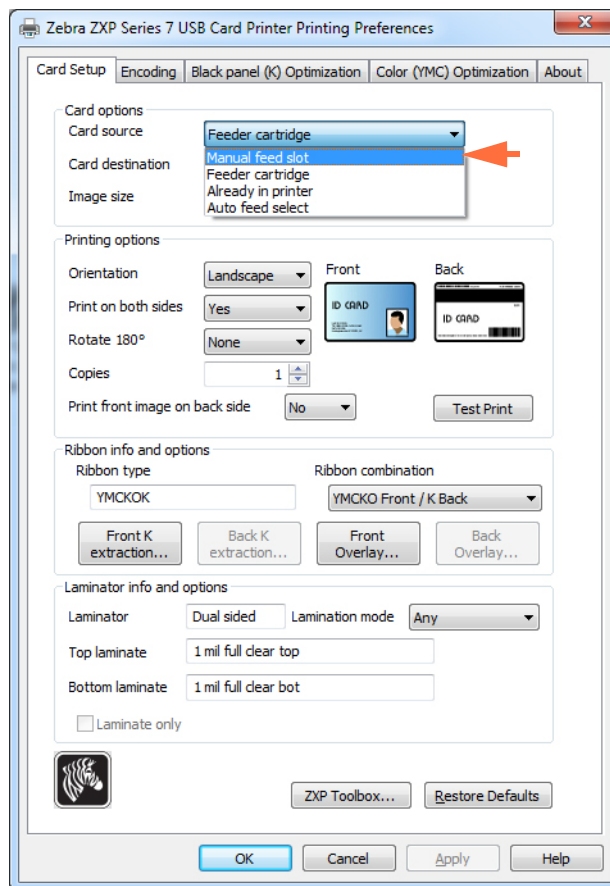 Zebra ZXP Series 7 USB Card Printer Printing Preferences
Card Setup Encoding Black panel (K) Optimization Color (YMC) Optimization About
Card options
Card source Feeder cartridge
Manual feed slot
Card destination Feeder cartridge
Already in printer
Image size Auto feed select
Printing options
Orientation Landscape Front Back
Print on both sides Yes ID CARD ID CARD
Rotate 180° None
Copies 1
Print front image on back side No Test Print
Ribbon info and options
Ribbon type Ribbon combination
YMCKOK YMCKO Front / K Back
Front K extraction... Back K extraction... Front Overlay... Back Overlay...
Laminator info and options
Laminator Dual sided Lamination mode Any
Top laminate 1 mil full clear top
Bottom laminate 1 mil full clear bot
Laminate only
ZXP Toolbox... Restore Defaults
OK Cancel Apply Help